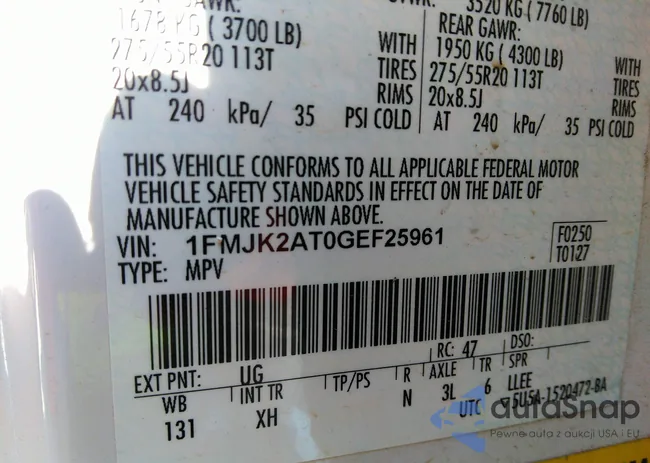 3520 KG ( 7760 LB)
1678 KG ( 3700 LB)
275/55R20 113T WITH TIRES
20x8.5J RIMS
AT 240 kPa/ 35 PSI COLD
REAR GAWR:
1950 KG ( 4300 LB) WITH
275/55R20 113T TIRES
20x8.5J RIMS
AT 240 kPa/ 35 PSI COLD
THIS VEHICLE CONFORMS TO ALL APPLICABLE FEDERAL MOTOR
VEHICLE SAFETY STANDARDS IN EFFECT ON THE DATE OF
MANUFACTURE SHOWN ABOVE.
VIN: 1FMJK2AT0GEF25961
TYPE: MPV
F0250
T0127
EXT PNT: UG RC: 47 DSO:
WB INT TR TP/PS R AXLE TR SPR
131 XH N 3L 6 LLEE
UTC 5U5A-1520472-BA
autoSnap
Pewne auta z aukcji USA i EU